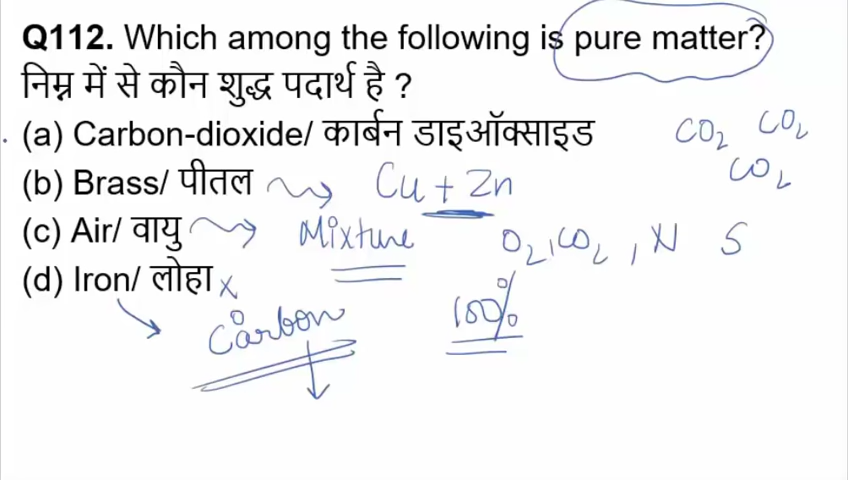 Q112. Which among the following is pure matter?
निम्न में से कौन शुद्ध पदार्थ है ?
(a) Carbon-dioxide/ कार्बन डाइऑक्साइड CO2 CO2
CO2
(b) Brass/ पीतल Cu + Zn
(c) Air/ वायु Mixture O2, CO2, N S
(d) Iron/ लोहा x
Carbon 100%